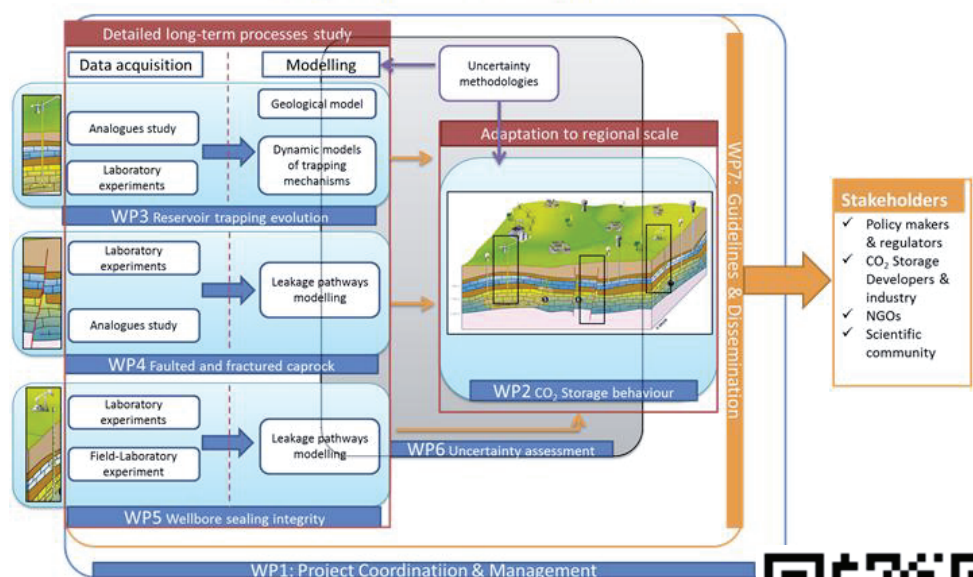 Detailed long-term processes study
Data acquisition
Modelling
Uncertainty
methodologies
Geological model
Analogues study
Dynamic models
of trapping
mechanisms
Laboratory
experiments
WP3 Reservoir trapping evolution
Adaptation to regional scale
Laboratory
experiments
Leakage pathways
modelling
Analogues study
WP4 Faulted and fractured caprock
WP2 CO₂ Storage behaviour
Laboratory
experiments
Field-Laboratory
experiment
Leakage pathways
modelling
WP6 Uncertainty assessment
WP5 Wellbore sealing integrity
WP7: Guidelines & Dissemination
Stakeholders
✓ Policy makers
& regulators
✓ CO₂ Storage
Developers &
industry
✓ NGOs
✓ Scientific
community
WP1: Project Coordinatiion & Management